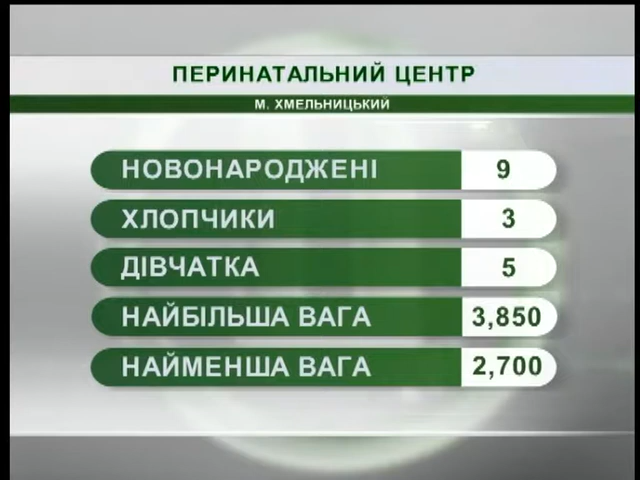 ПЕРИНАТАЛЬНИЙ ЦЕНТР
М. ХМЕЛЬНИЦЬКИЙ
НОВОНАРОДЖЕНІ 9
ХЛОПЧИКИ 3
ДІВЧАТКА 5
НАЙБІЛЬША ВАГА 3,850
НАЙМЕНША ВАГА 2,700